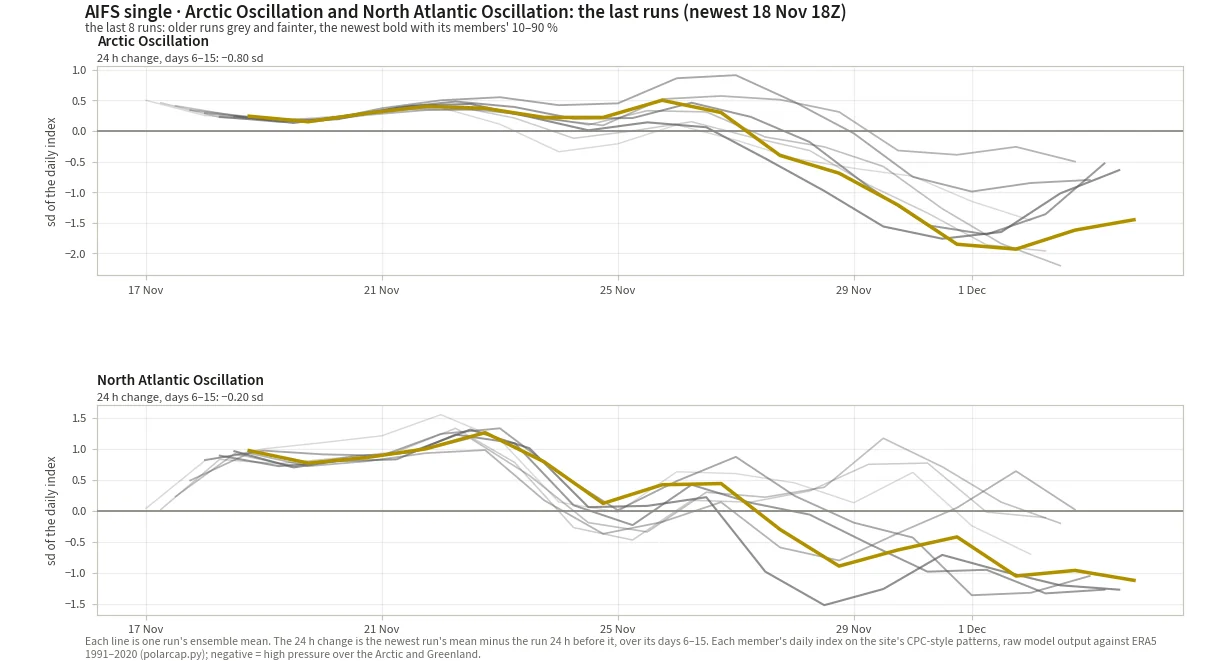 AIFS single · Arctic Oscillation and North Atlantic Oscillation: the last runs (newest 18 Nov 18Z)
the last 8 runs: older runs grey and fainter, the newest bold with its members' 10–90 %
Arctic Oscillation
24 h change, days 6–15: −0.80 sd
sd of the daily index
1.0
0.5
0.0
−0.5
−1.0
−1.5
−2.0
17 Nov 21 Nov 25 Nov 29 Nov 1 Dec
North Atlantic Oscillation
24 h change, days 6–15: −0.20 sd
sd of the daily index
1.5
1.0
0.5
0.0
−0.5
−1.0
−1.5
17 Nov 21 Nov 25 Nov 29 Nov 1 Dec
Each line is one run's ensemble mean. The 24 h change is the newest run's mean minus the run 24 h before it, over its days 6–15. Each member's daily index on the site's CPC-style patterns, raw model output against ERA5
1991–2020 (polarcap.py); negative = high pressure over the Arctic and Greenland.